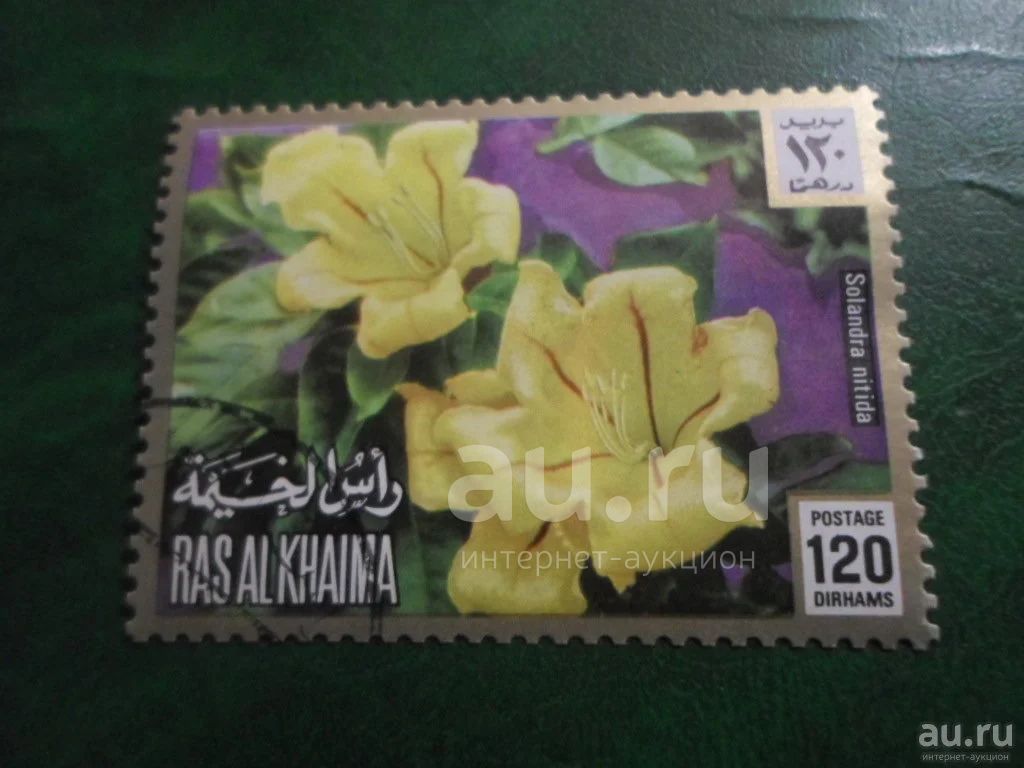 بريد
١٢٠
درهمًا
Solandra nitida
رأس الخيمة
RAS AL KHAIMA
POSTAGE
120
DIRHAMS
au.ru
интернет-аукцион
au.ru
интернет-аукцион